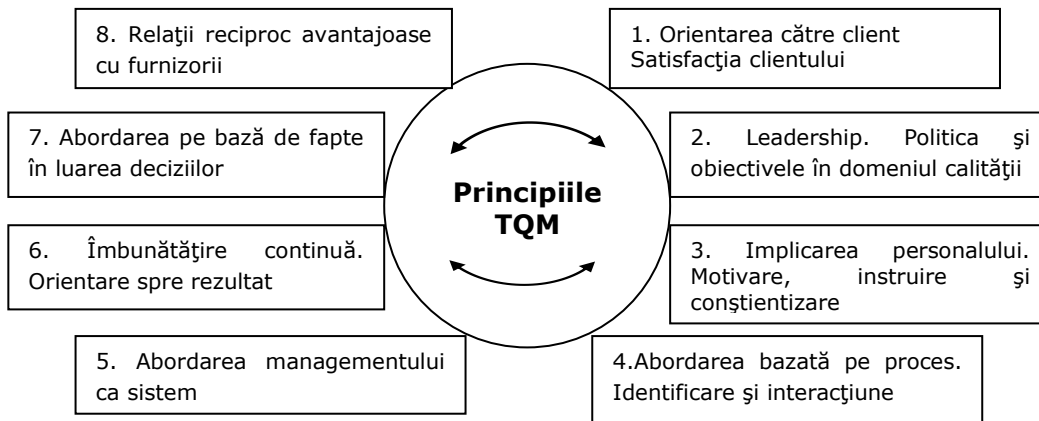 8. Relaţii reciproc avantajoase
cu furnizorii
1. Orientarea către client
Satisfacţia clientului
7. Abordarea pe bază de fapte
în luarea deciziilor
2. Leadership. Politica şi
obiectivele în domeniul calităţii
Principiile
TQM
6. Îmbunătăţire continuă.
Orientare spre rezultat
3. Implicarea personalului.
Motivare, instruire şi
conştientizare
5. Abordarea managementului
ca sistem
4.Abordarea bazată pe proces.
Identificare şi interacţiune